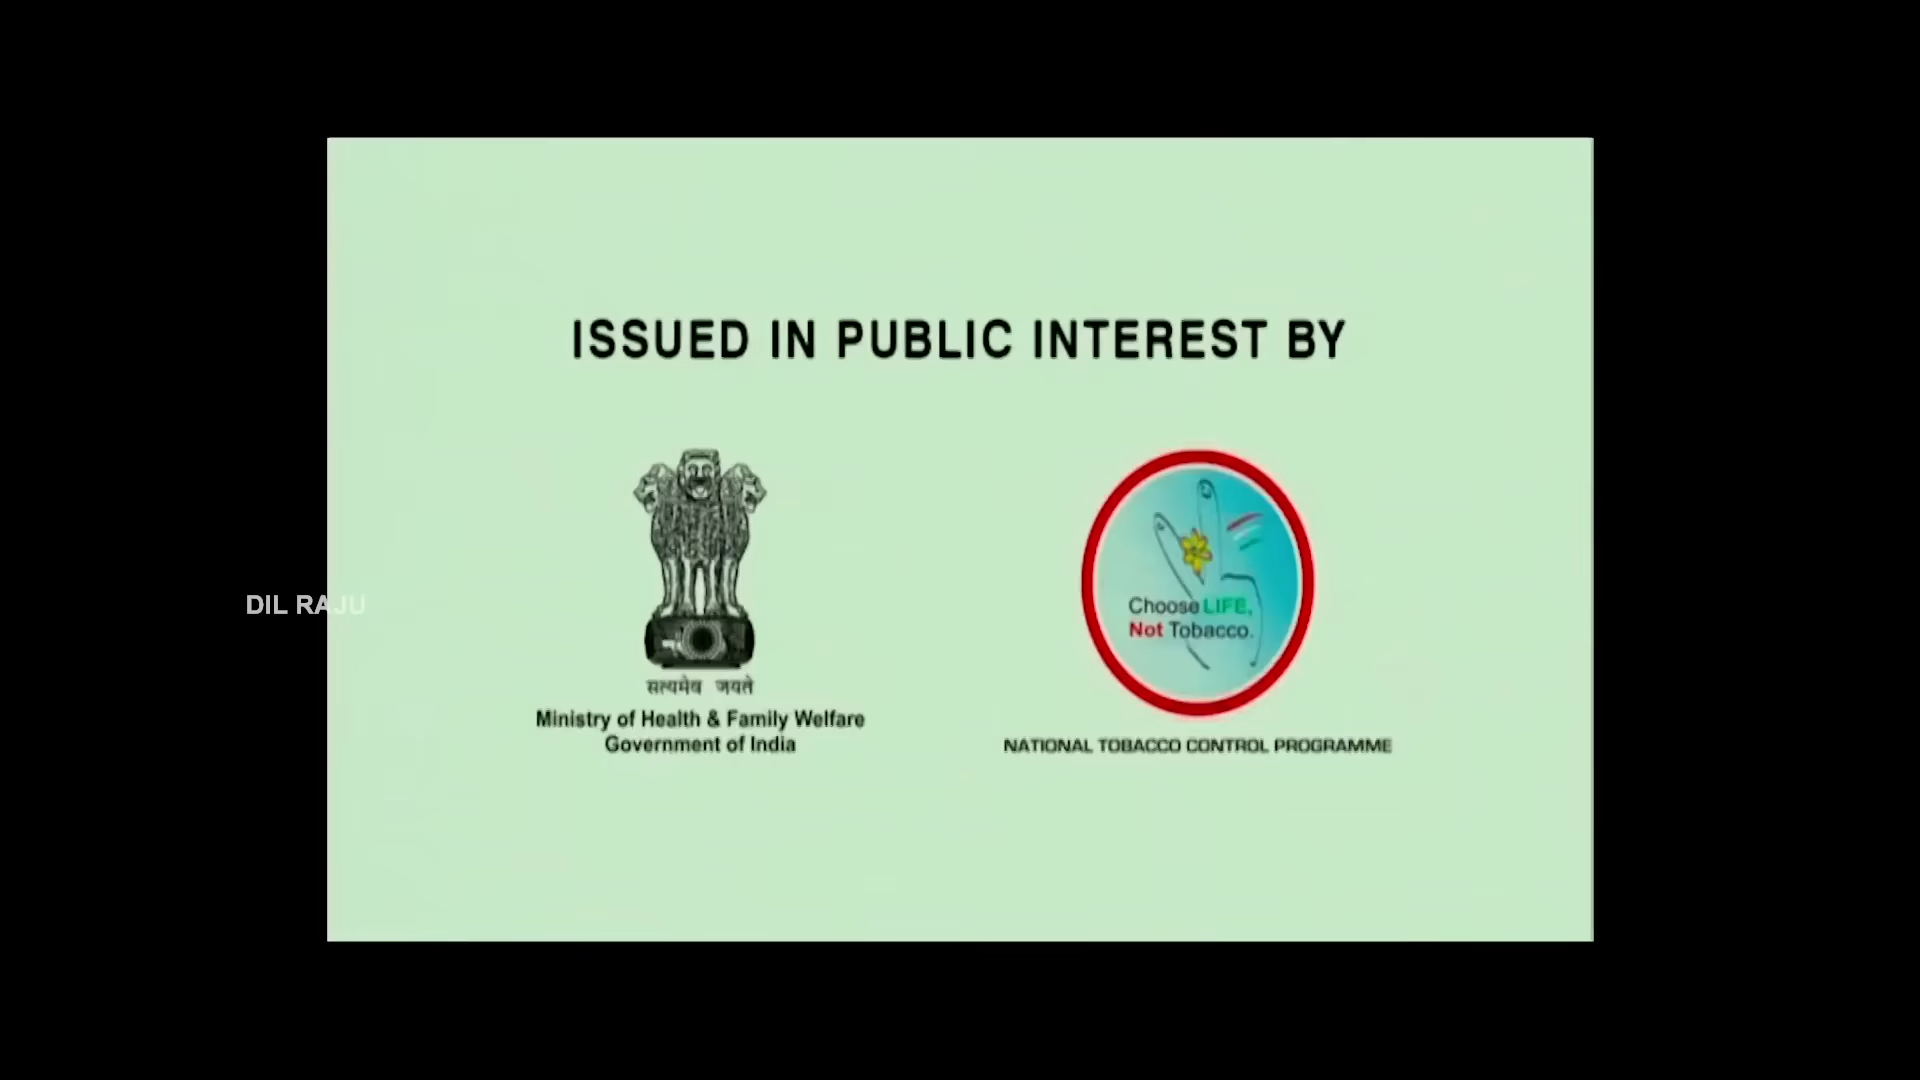 ISSUED IN PUBLIC INTEREST BY
DIL RAJU
सत्यमेव जयते
Ministry of Health & Family Welfare
Government of India
Choose LIFE,
Not Tobacco.
NATIONAL TOBACCO CONTROL PROGRAMME